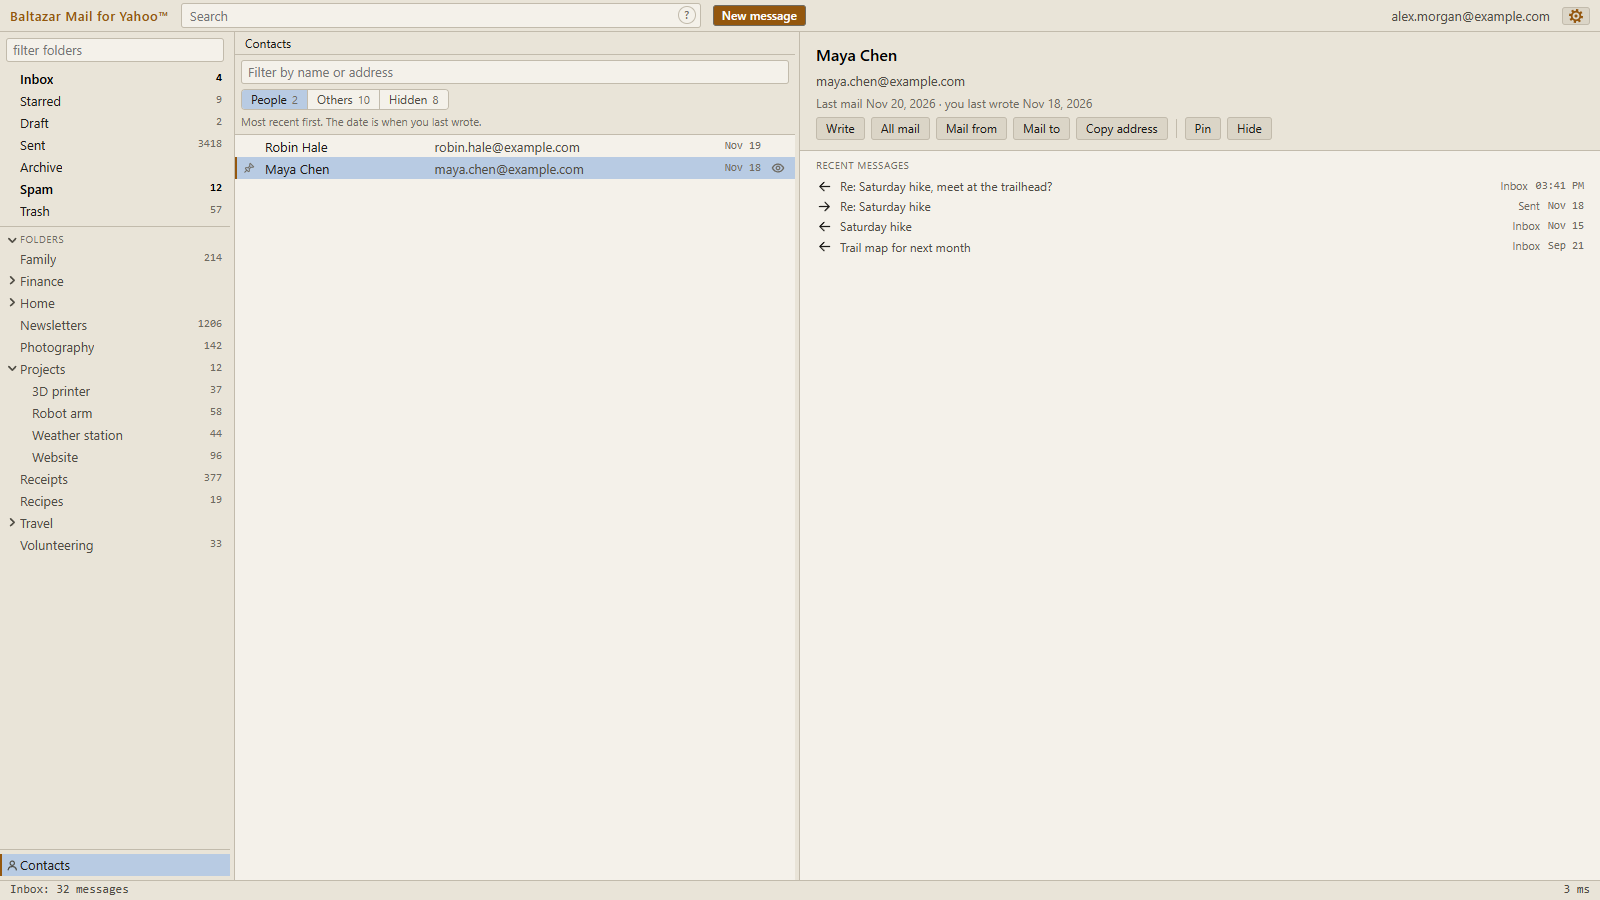 Baltazar Mail for Yahoo™
Search
?
New message
alex.morgan@example.com
filter folders
Inbox 4
Starred 9
Draft 2
Sent 3418
Archive
Spam 12
Trash 57
FOLDERS
Family 214
Finance
Home
Newsletters 1206
Photography 142
Projects 12
3D printer 37
Robot arm 58
Weather station 44
Website 96
Receipts 377
Recipes 19
Travel
Volunteering 33
Contacts
Contacts
Filter by name or address
People 2 Others 10 Hidden 8
Most recent first. The date is when you last wrote.
Robin Hale robin.hale@example.com Nov 19
Maya Chen maya.chen@example.com Nov 18
Maya Chen
maya.chen@example.com
Last mail Nov 20, 2026 · you last wrote Nov 18, 2026
Write All mail Mail from Mail to Copy address Pin Hide
RECENT MESSAGES
Re: Saturday hike, meet at the trailhead? Inbox 03:41 PM
Re: Saturday hike Sent Nov 18
Saturday hike Inbox Nov 15
Trail map for next month Inbox Sep 21
Inbox: 32 messages
3 ms